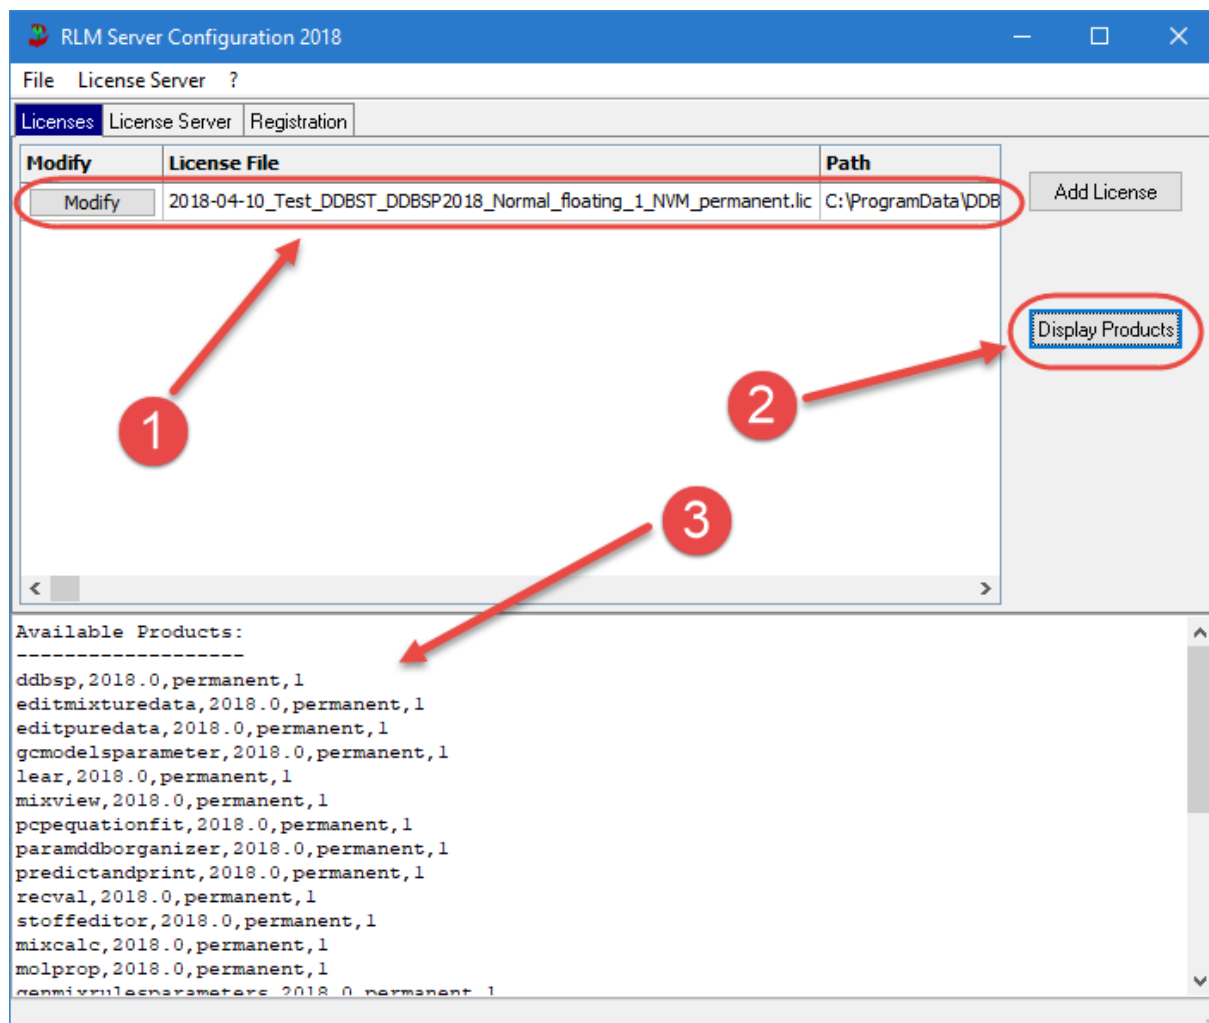 RLM Server Configuration 2018
File License Server ?
Licenses License Server Registration
Modify License File Path
Modify 2018-04-10_Test_DDBST_DDBSP2018_Normal_floating_1_NVM_permanent.lic C:\ProgramData\DDB
Add License
Display Products
1
2
3
Available Products:
-------------------
ddbsp,2018.0,permanent,1
editmixturedata,2018.0,permanent,1
editpuredata,2018.0,permanent,1
gcmodelsparameter,2018.0,permanent,1
lear,2018.0,permanent,1
mixview,2018.0,permanent,1
pcpequationfit,2018.0,permanent,1
paramddborganizer,2018.0,permanent,1
predictandprint,2018.0,permanent,1
recval,2018.0,permanent,1
stoffeditor,2018.0,permanent,1
mixcalc,2018.0,permanent,1
molprop,2018.0,permanent,1
genmixrulesparameters,2018.0,permanent,1